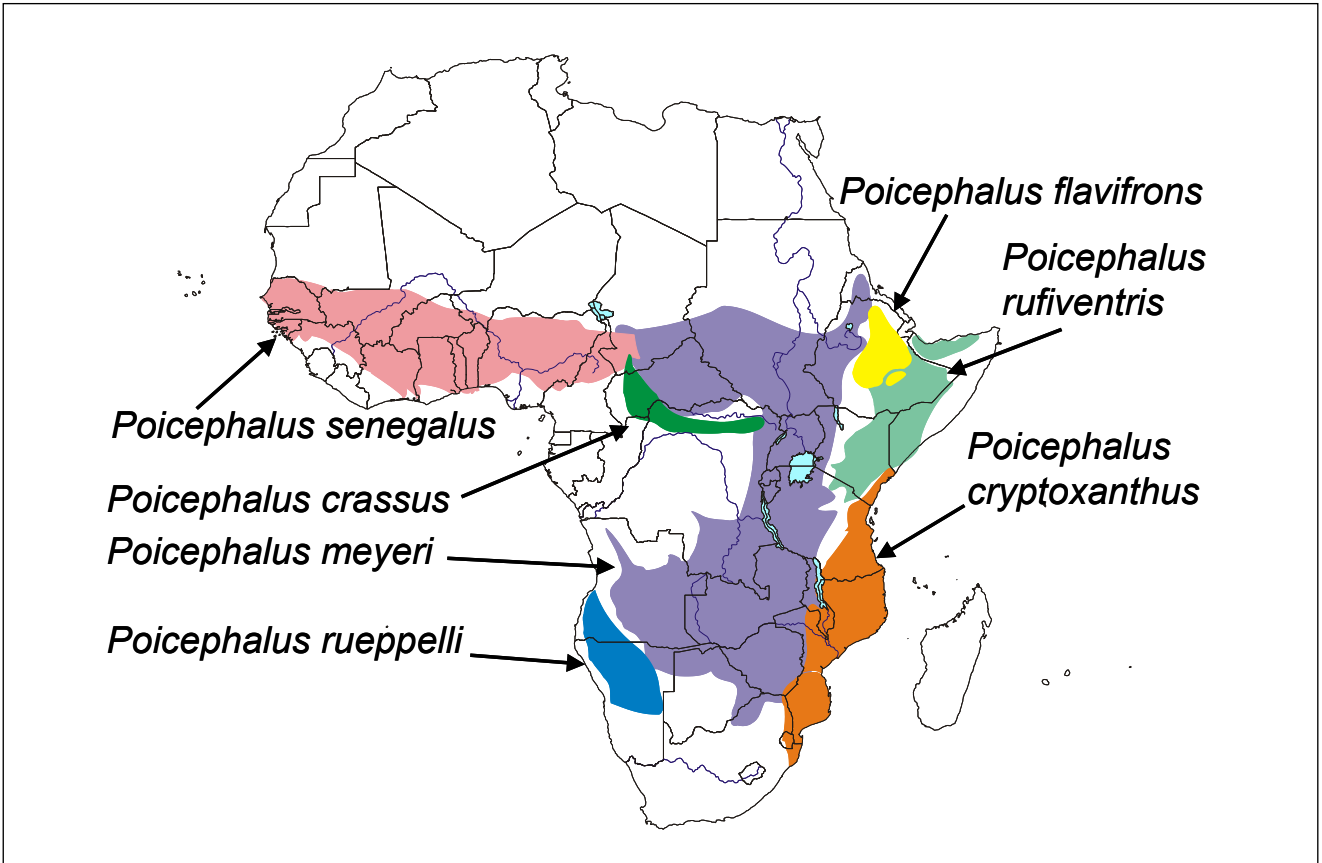 Poicephalus flavifrons
Poicephalus
rufiventris
Poicephalus senegalus
Poicephalus
cryptoxanthus
Poicephalus crassus
Poicephalus meyeri
Poicephalus rueppelli